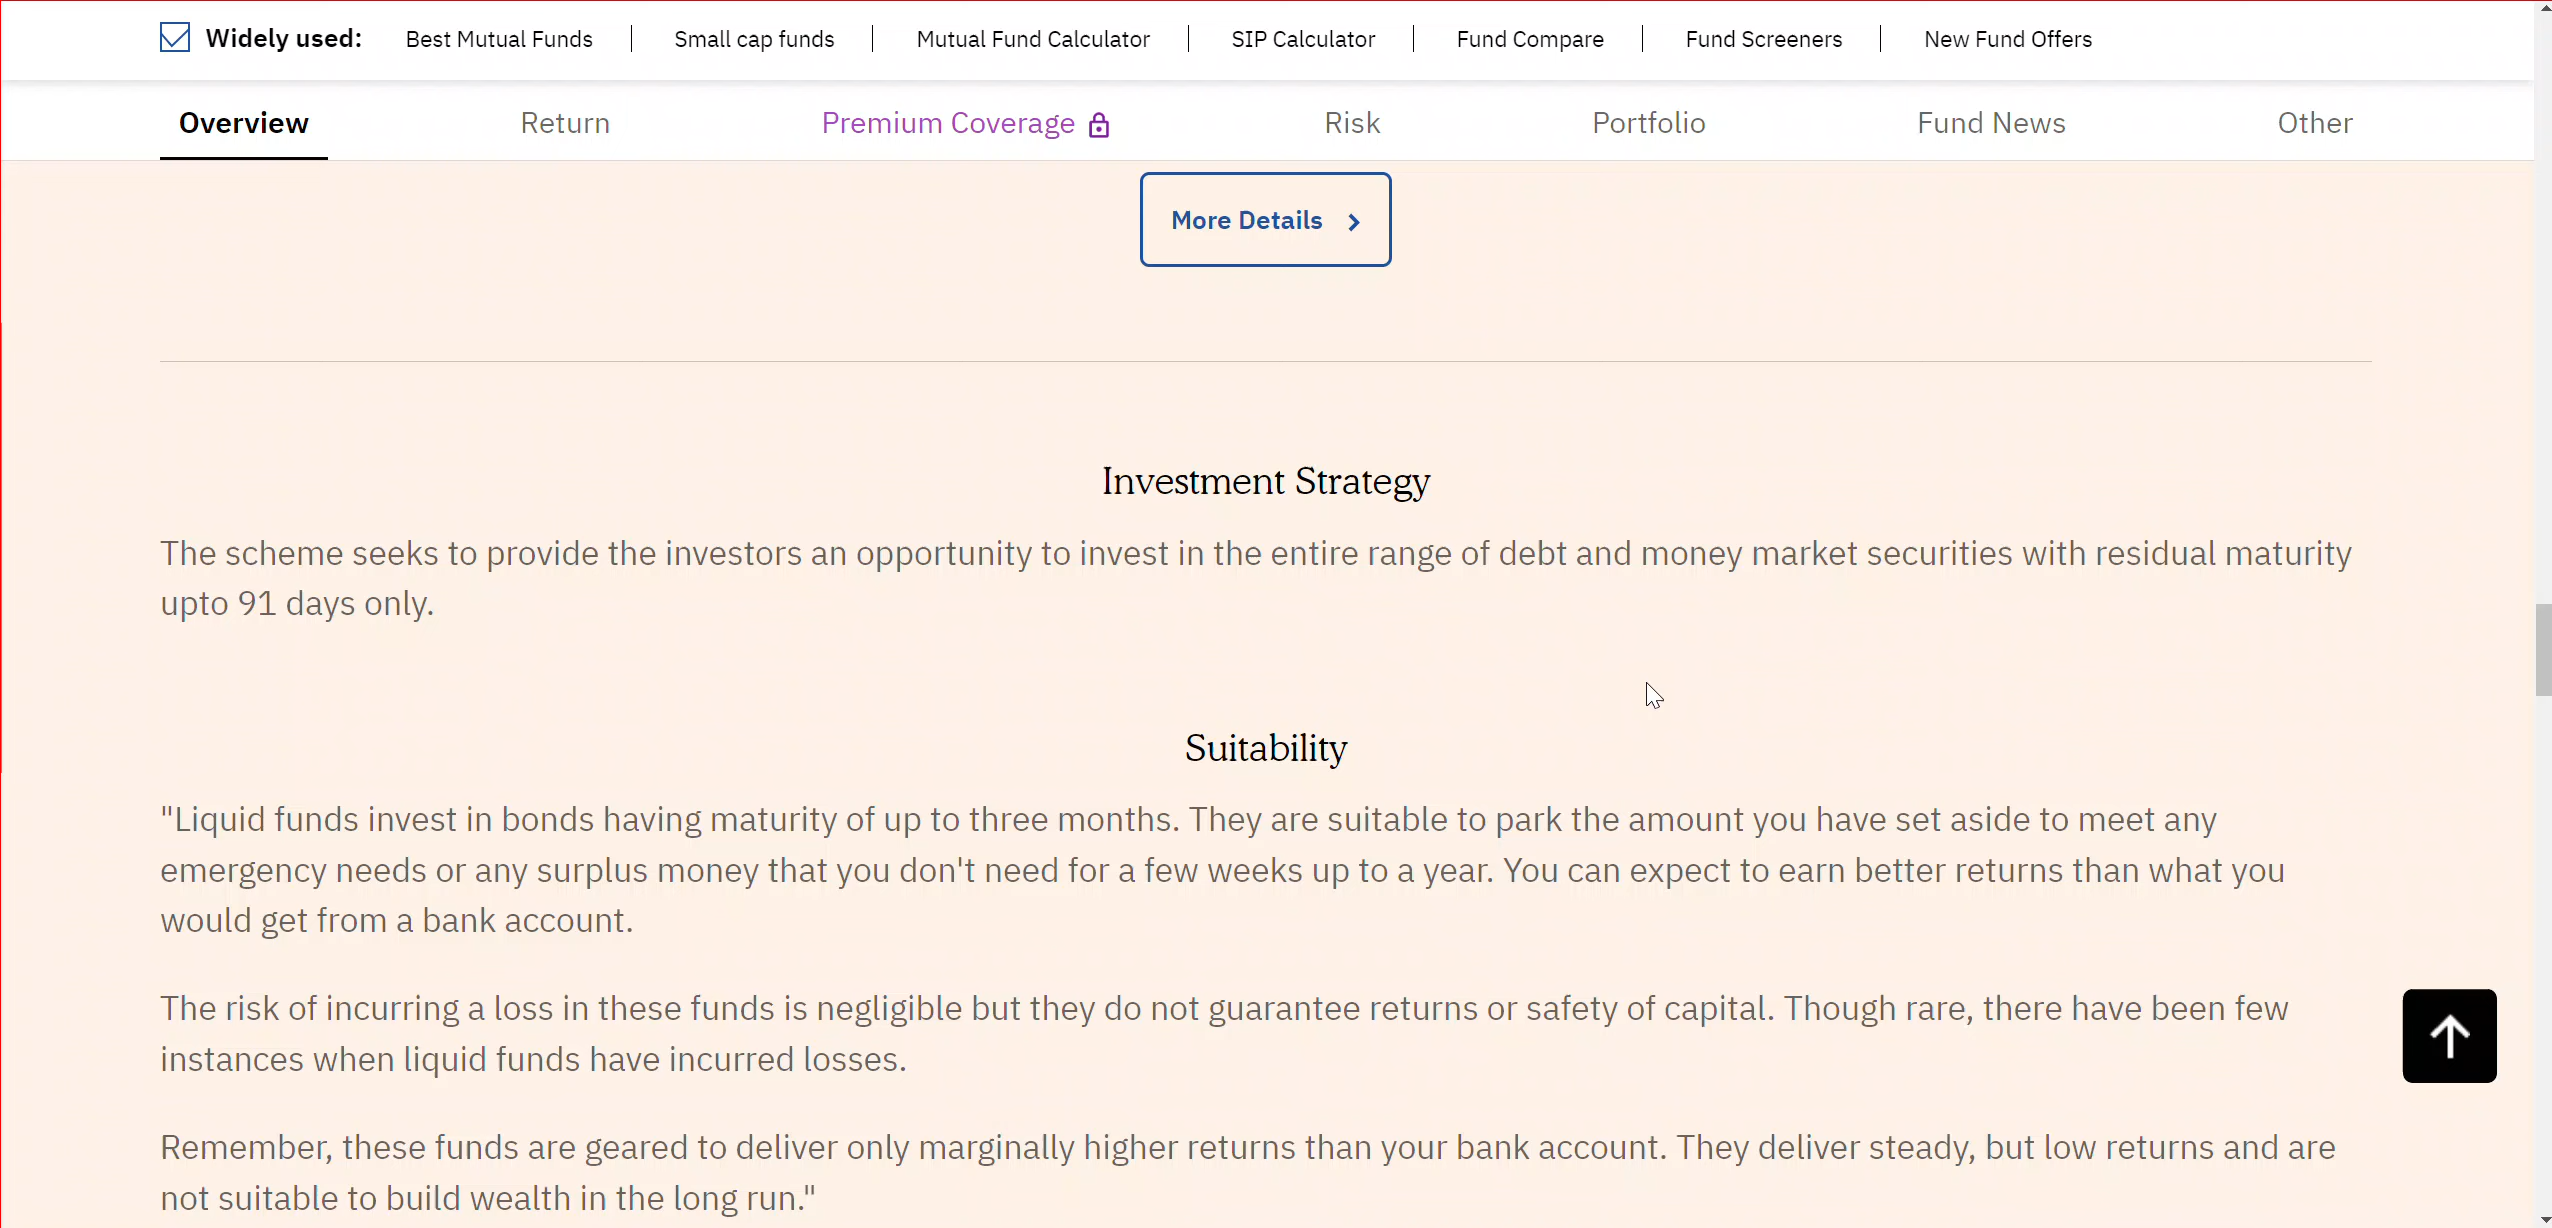 Widely used: Best Mutual Funds Small cap funds Mutual Fund Calculator SIP Calculator Fund Compare Fund Screeners New Fund Offers
Overview Return Premium Coverage Risk Portfolio Fund News Other
More Details
Investment Strategy
The scheme seeks to provide the investors an opportunity to invest in the entire range of debt and money market securities with residual maturity
upto 91 days only.
Suitability
"Liquid funds invest in bonds having maturity of up to three months. They are suitable to park the amount you have set aside to meet any
emergency needs or any surplus money that you don't need for a few weeks up to a year. You can expect to earn better returns than what you
would get from a bank account.
The risk of incurring a loss in these funds is negligible but they do not guarantee returns or safety of capital. Though rare, there have been few
instances when liquid funds have incurred losses.
Remember, these funds are geared to deliver only marginally higher returns than your bank account. They deliver steady, but low returns and are
not suitable to build wealth in the long run."